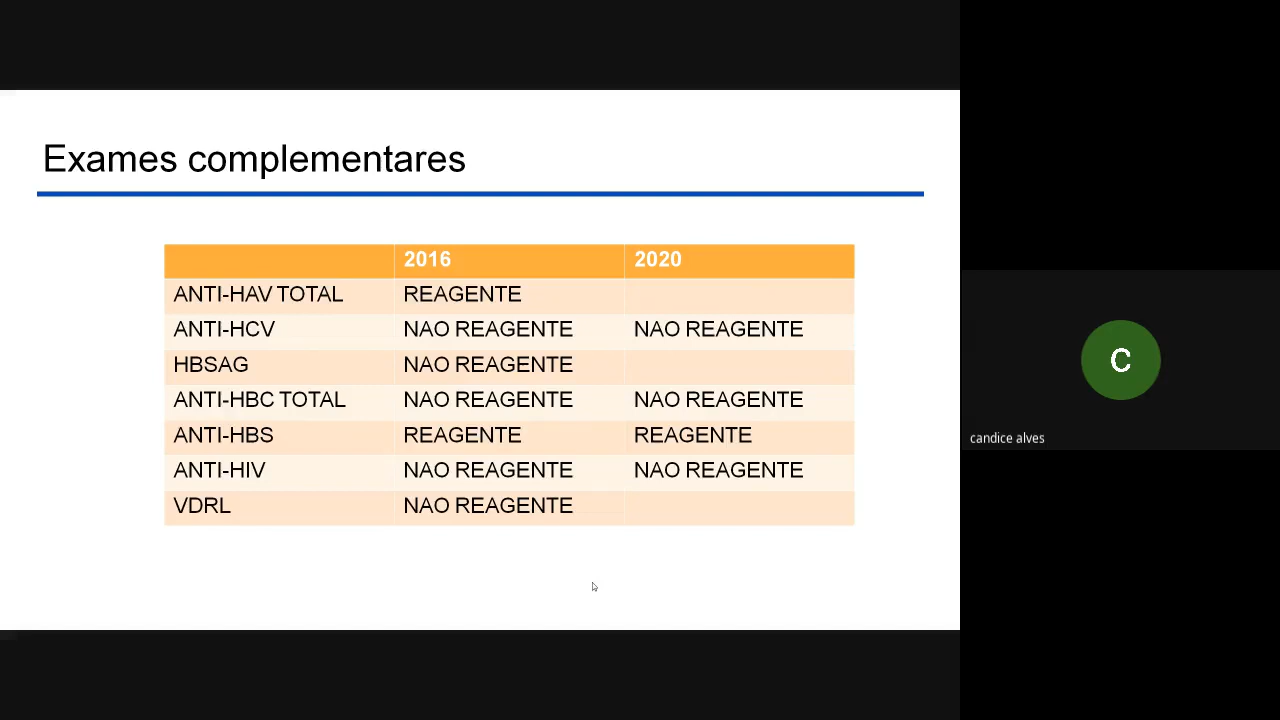 Exames complementares
2016 2020
ANTI-HAV TOTAL REAGENTE
ANTI-HCV NAO REAGENTE NAO REAGENTE
HBSAG NAO REAGENTE
ANTI-HBC TOTAL NAO REAGENTE NAO REAGENTE
ANTI-HBS REAGENTE REAGENTE
ANTI-HIV NAO REAGENTE NAO REAGENTE
VDRL NAO REAGENTE
C
candice alves